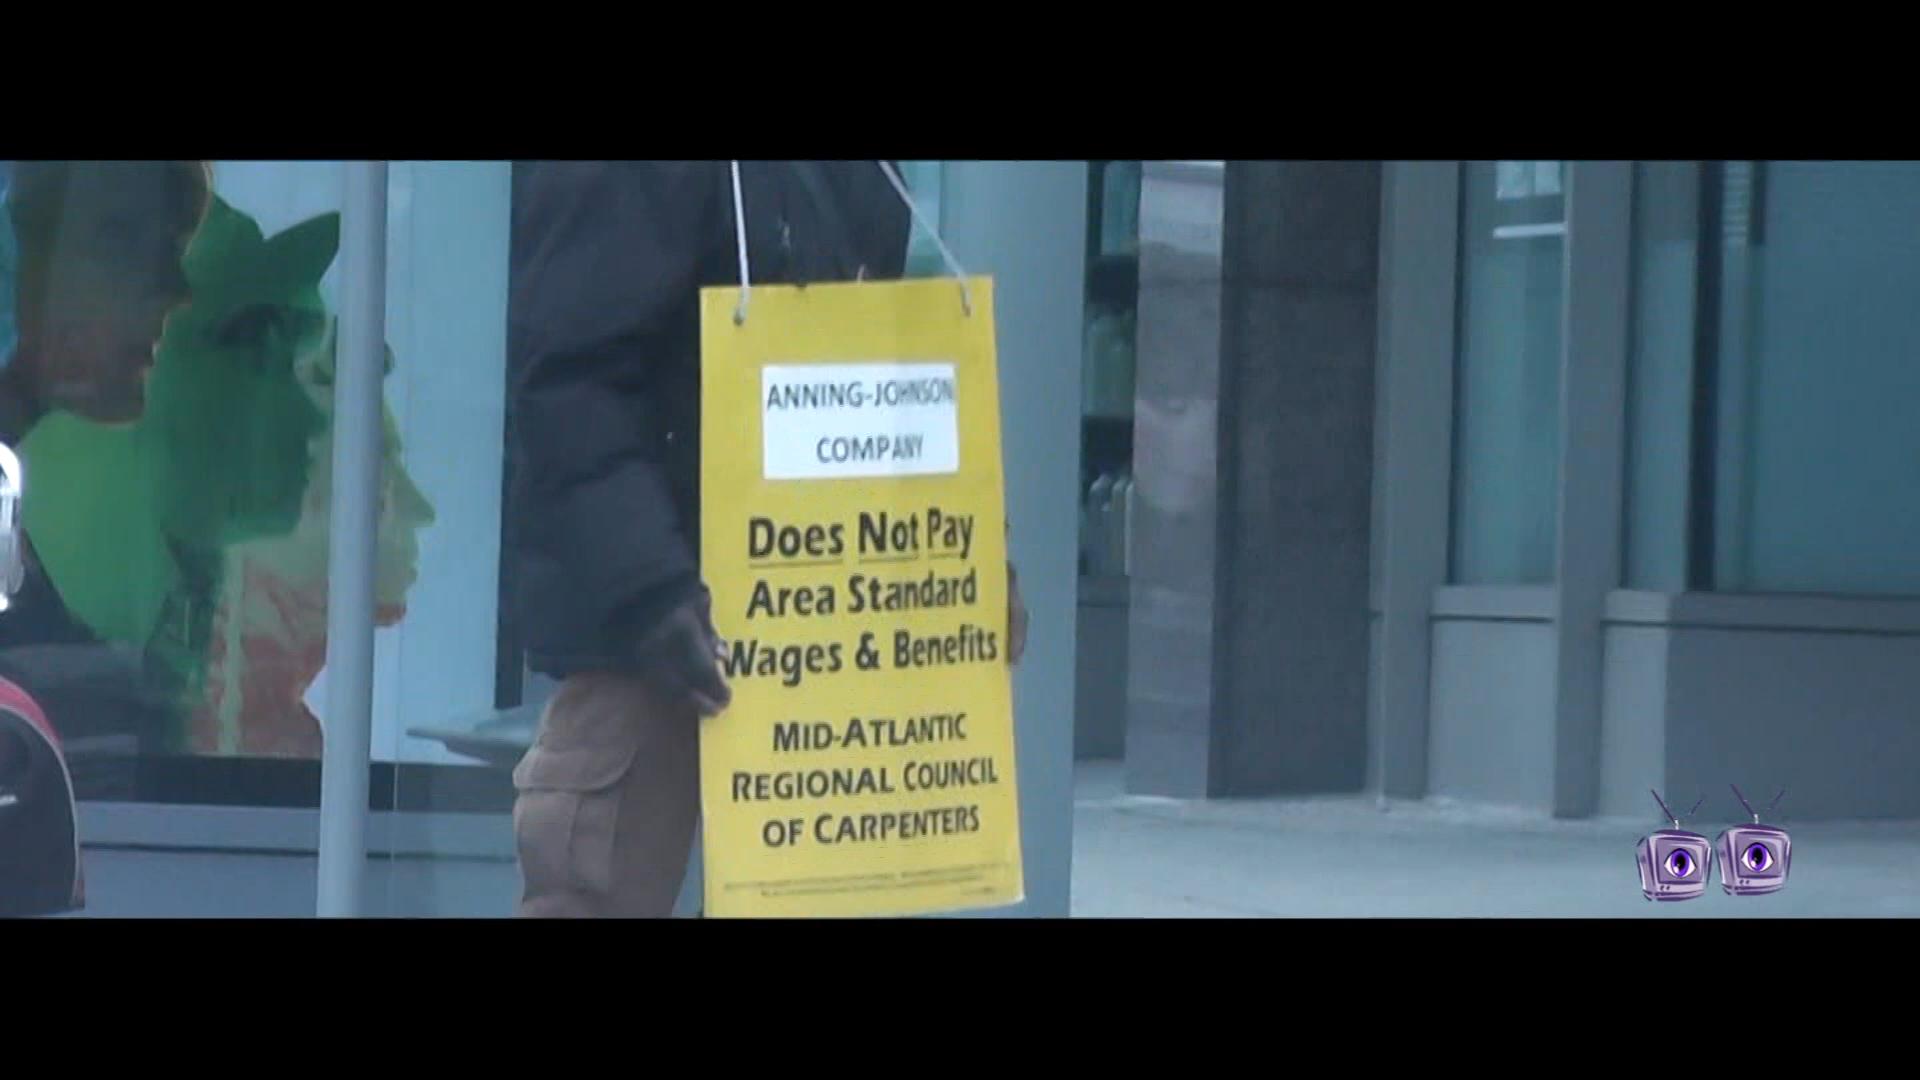 ANNING-JOHNSON
COMPANY
Does Not Pay
Area Standard
Wages & Benefits
MID-ATLANTIC
REGIONAL COUNCIL
OF CARPENTERS